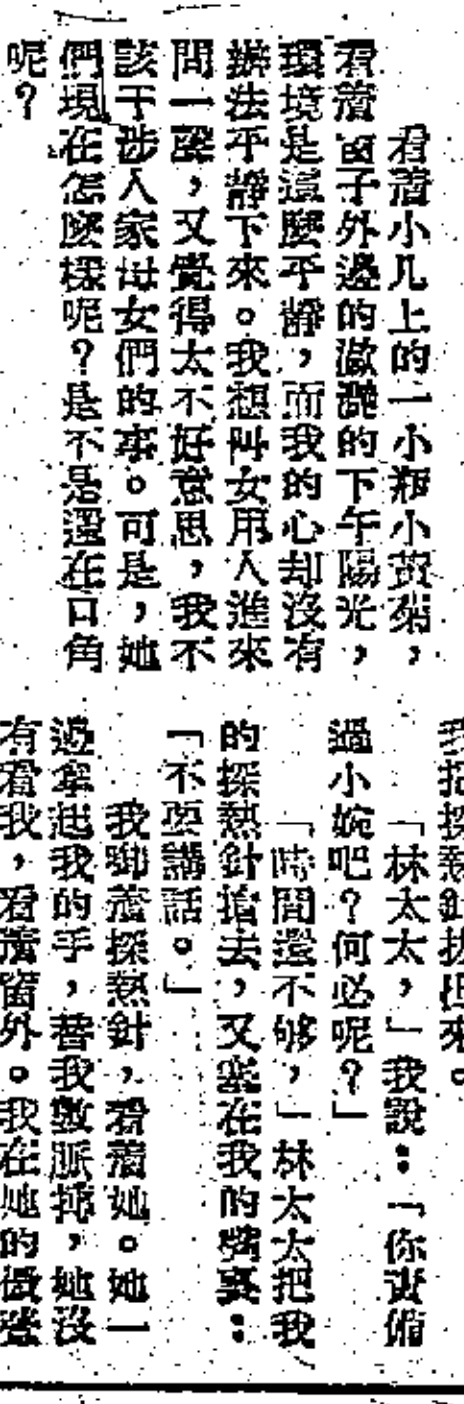 看着小几上的一小瓶小黃菊，
看着窗子外邊的瀲灧的下午陽光，
環境是這麼平靜，而我的心却沒有
辦法平靜下來。我想叫女用人進來
問一聲，又覺得太不好意思，我不
該干涉人家母女們的事。可是，她
們現在怎麼樣呢？是不是還在口角
呢？
我把探熱針拔出來。
「林太太，」我說：「你責備
過小婉吧？何必呢？」
「時間還不够，」林太太把我
的探熱針搶去，又塞在我的嘴裏：
「不要講話。」
我啣着探熱針，看着她。她一
邊拿起我的手，替我數脈搏，她沒
有看我，看着窗外。我在她的